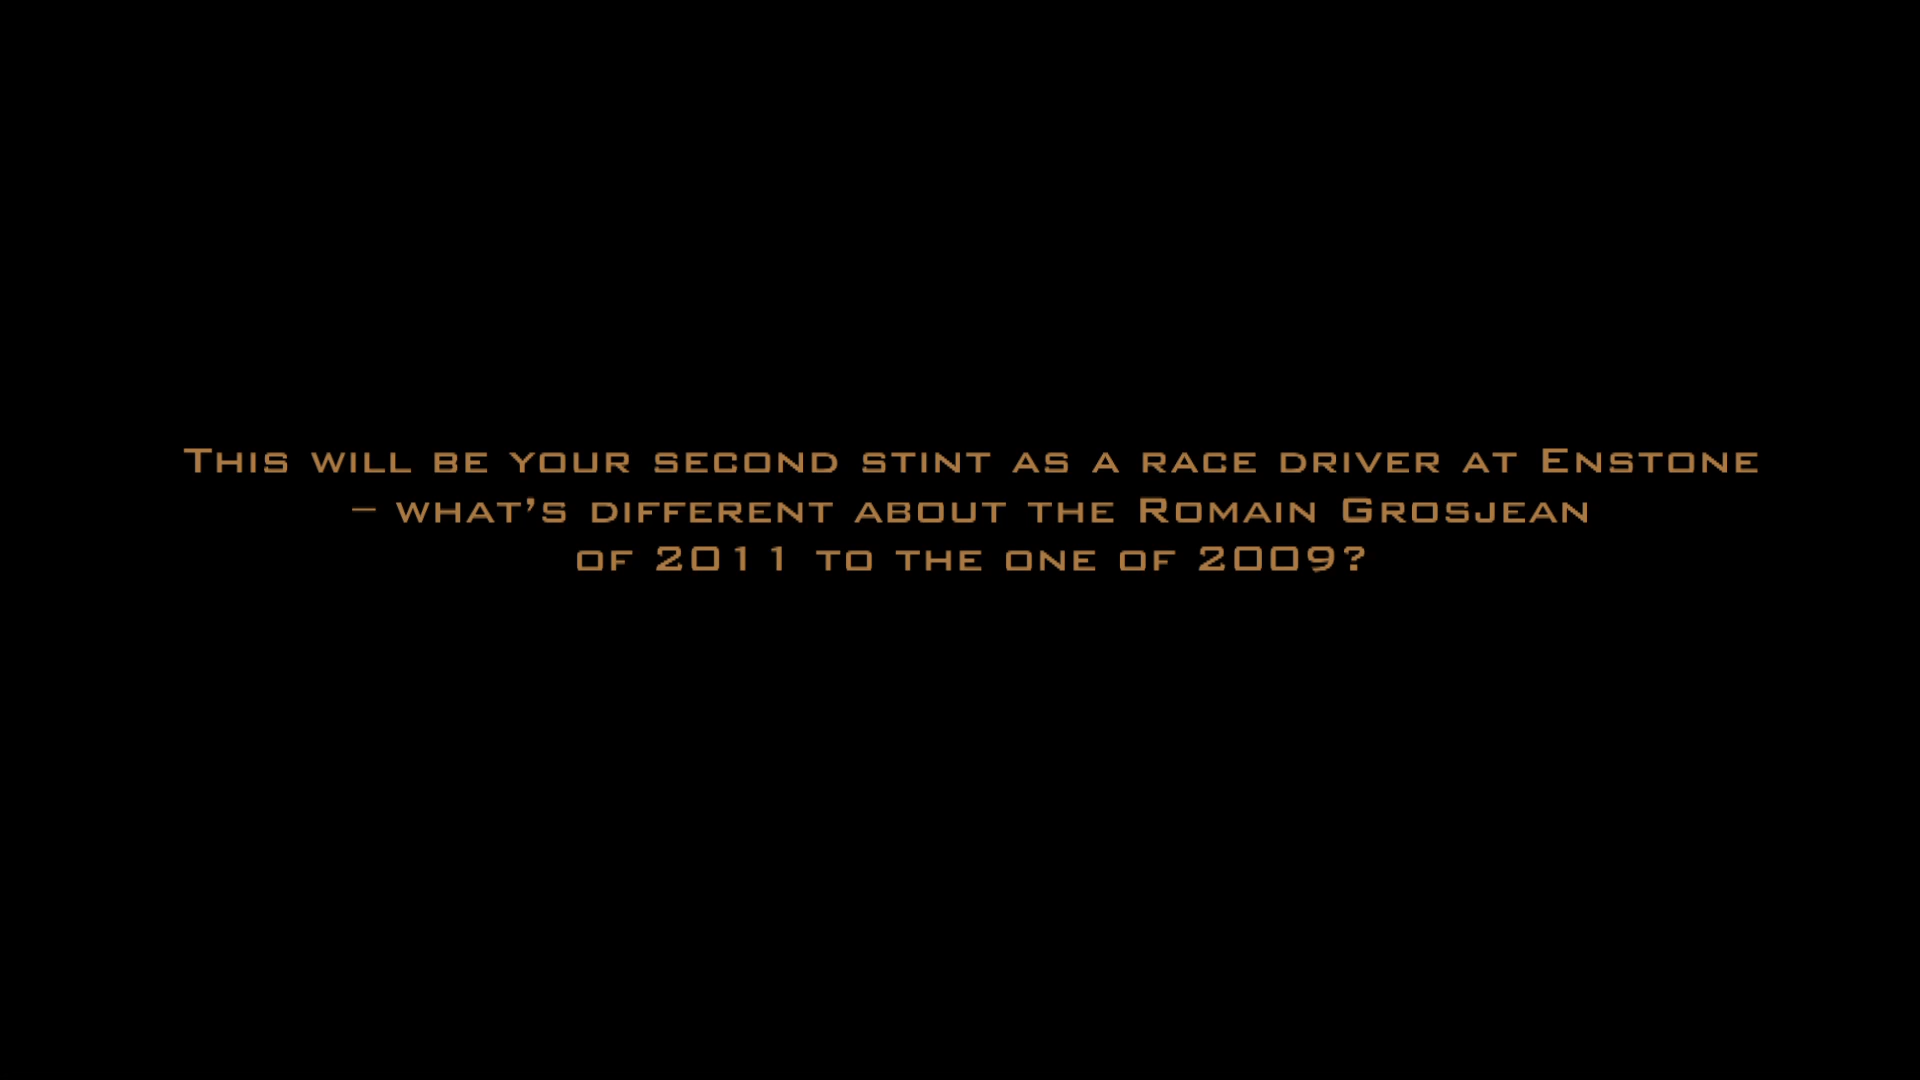 This will be your second stint as a race driver at Enstone
– what’s different about the Romain Grosjean
of 2011 to the one of 2009?